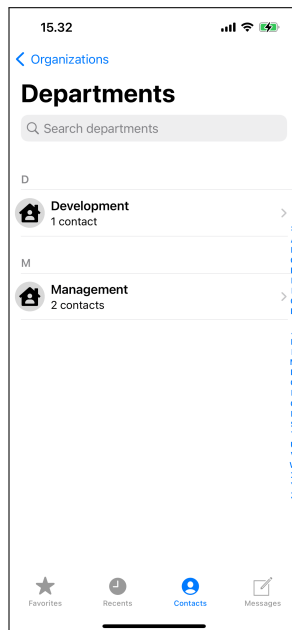 15.32
Organizations
Departments
Search departments
D
Development
1 contact
M
Management
2 contacts
Favorites
Recents
Contacts
Messages